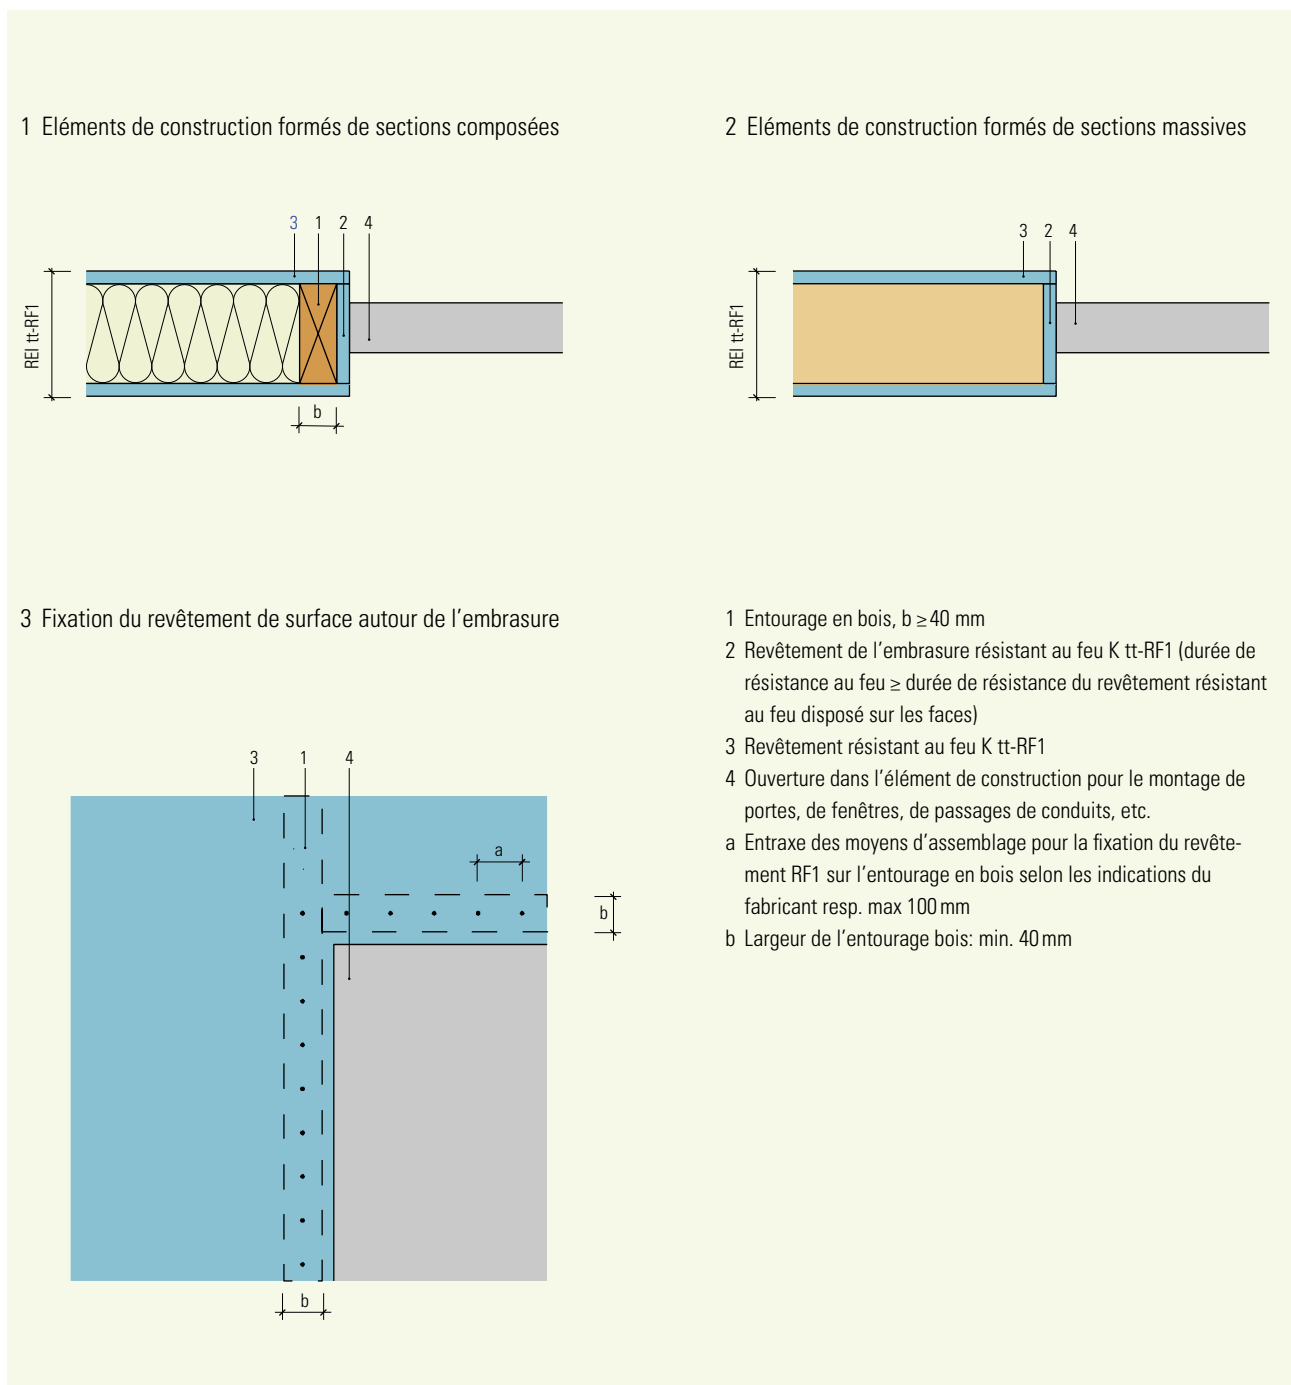 1 Eléments de construction formés de sections composées
3 1 2 4
REI tt-RF1
b
2 Eléments de construction formés de sections massives
3 2 4
REI tt-RF1
3 Fixation du revêtement de surface autour de l'embrasure
3 1 4
a
b
b
1 Entourage en bois, b ≥ 40 mm
2 Revêtement de l'embrasure résistant au feu K tt-RF1 (durée de
résistance au feu ≥ durée de résistance du revêtement résistant
au feu disposé sur les faces)
3 Revêtement résistant au feu K tt-RF1
4 Ouverture dans l'élément de construction pour le montage de
portes, de fenêtres, de passages de conduits, etc.
a Entraxe des moyens d'assemblage pour la fixation du revête-
ment RF1 sur l'entourage en bois selon les indications du
fabricant resp. max 100 mm
b Largeur de l'entourage bois: min. 40 mm